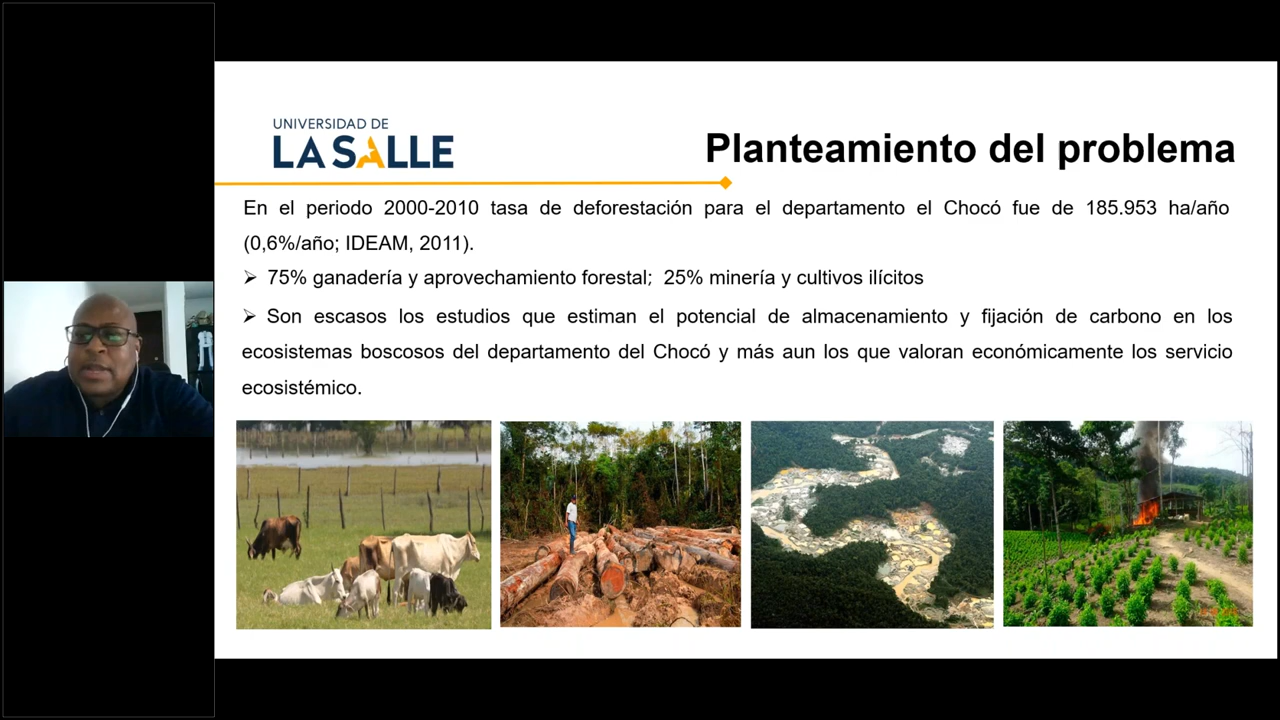 UNIVERSIDAD DE
LASALLE
Planteamiento del problema
En el periodo 2000-2010 tasa de deforestación para el departamento el Chocó fue de 185.953 ha/año
(0,6%/año; IDEAM, 2011).
➢ 75% ganadería y aprovechamiento forestal; 25% minería y cultivos ilícitos
➢ Son escasos los estudios que estiman el potencial de almacenamiento y fijación de carbono en los
ecosistemas boscosos del departamento del Chocó y más aun los que valoran económicamente los servicio
ecosistémico.